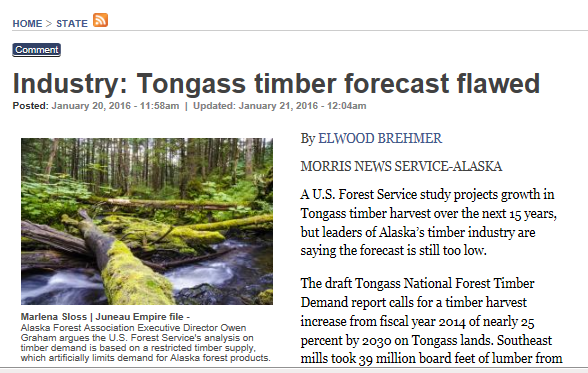 HOME > STATE
Comment
Industry: Tongass timber forecast flawed
Posted: January 20, 2016 - 11:58am | Updated: January 21, 2016 - 12:04am
Marlena Sloss | Juneau Empire file -
Alaska Forest Association Executive Director Owen
Graham argues the U.S. Forest Service's analysis on
timber demand is based on a restricted timber supply,
which artificially limits demand for Alaska forest products.
By ELWOOD BREHMER
MORRIS NEWS SERVICE-ALASKA
A U.S. Forest Service study projects growth in
Tongass timber harvest over the next 15 years,
but leaders of Alaska's timber industry are
saying the forecast is still too low.
The draft Tongass National Forest Timber
Demand report calls for a timber harvest
increase from fiscal year 2014 of nearly 25
percent by 2030 on Tongass lands. Southeast
mills took 39 million board feet of lumber from